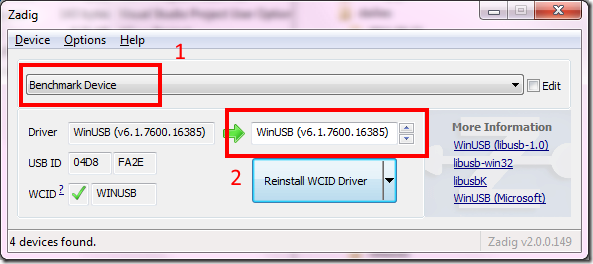 Zadig
Device Options Help
1
Benchmark Device
Edit
Driver WinUSB (v6.1.7600.16385) WinUSB (v6.1.7600.16385)
More Information
USB ID 04D8 FA2E
WinUSB (libusb-1.0)
libusb-win32
2 Reinstall WCID Driver
libusbK
WCID ? WINUSB
WinUSB (Microsoft)
4 devices found.
Zadig v2.0.0.149